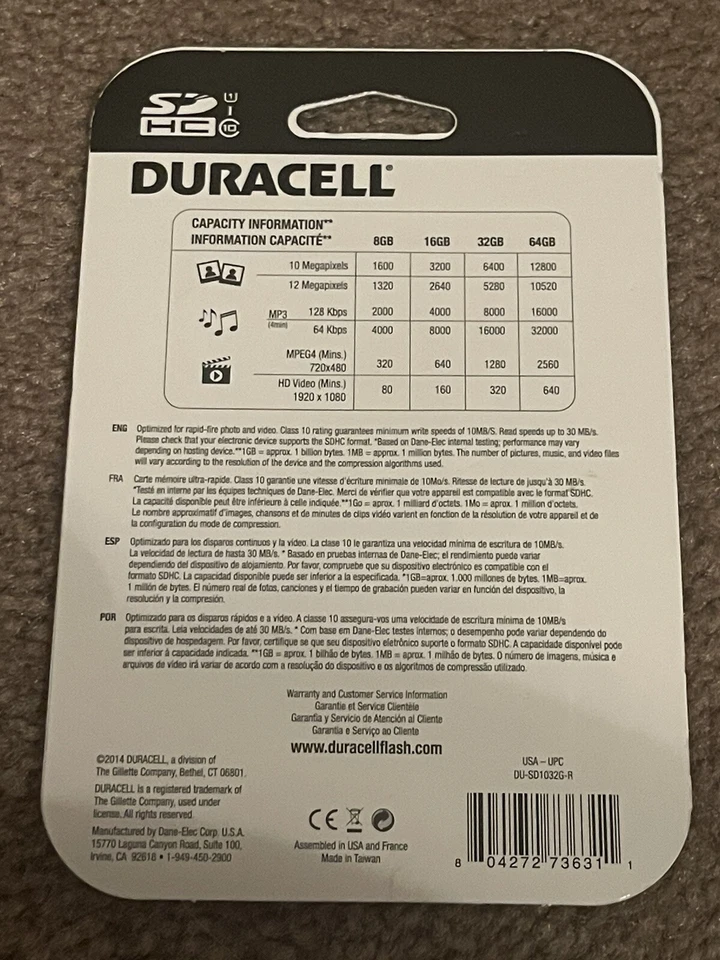 SD HC 1 I 10
DURACELL®
CAPACITY INFORMATION**
INFORMATION CAPACITÉ** 8GB 16GB 32GB 64GB
10 Megapixels 1600 3200 6400 12800
12 Megapixels 1320 2640 5280 10520
MP3 (4min) 128 Kbps 2000 4000 8000 16000
64 Kbps 4000 8000 16000 32000
MPEG4 (Mins.)
720x480 320 640 1280 2560
HD Video (Mins.)
1920 x 1080 80 160 320 640
ENG Optimized for rapid-fire photo and video. Class 10 rating guarantees minimum write speeds of 10MB/S. Read speeds up to 30 MB/s.
Please check that your electronic device supports the SDHC format. *Based on Dane-Elec internal testing; performance may vary
depending on hosting device.**1GB = approx. 1 billion bytes. 1MB = approx. 1 million bytes. The number of pictures, music, and video files
will vary according to the resolution of the device and the compression algorithms used.
FRA Carte mémoire ultra-rapide. Class 10 garantie une vitesse d'écriture minimale de 10Mo/s. Ritesse de lecture de jusqu'à 30 MB/s.
*Testé en interne par les équipes techniques de Dane-Elec. Merci de vérifier que votre appareil est compatible avec le format SDHC.
La capacité disponible peut être inférieure à celle indiquée.**1Go = aprox. 1 milliard d'octets. 1Mo = aprox. 1 million d'octets.
Le nombre approximatif d'images, chansons et de minutes de clips vidéo varient en fonction de la résolution de votre appareil et de
la configuration du mode de compression.
ESP Optimizado para los disparos continuos y la vídeo. La clase 10 le garantiza una velocidad mínima de escritura de 10MB/s.
La velocidad de lectura de hasta 30 MB/s. * Basado en pruebas internas de Dane-Elec; el rendimiento puede variar
dependiendo del dispositivo de alojamiento. Por favor, compruebe que su dispositivo electrónico es compatible con el
formato SDHC. La capacidad disponible puede ser inferior a la especificada. *1GB=aprox. 1.000 millones de bytes. 1MB=aprox.
1 millón de bytes. El número real de fotos, canciones y el tiempo de grabación pueden variar en función del dispositivo, la
resolución y la compresión.
POR Optimizado para os disparos rápidos e a vídeo. A classe 10 assegura-vos uma velocidade de escritura mínima de 10MB/s
para escrita. Leia velocidades de até 30 MB/s. * Com base em Dane-Elec testes internos; o desempenho pode variar dependendo do
dispositivo de hospedagem. Por favor, certifique se que seu dispositivo eletrônico suporte o formato SDHC. A capacidade disponível pode
ser inferior à capacidade indicada. **1GB = aprox. 1 bilhão de bytes. 1MB = aprox. 1 milhão de bytes. O número de imagens, música e
arquivos de vídeo irá variar de acordo com a resolução do dispositivo e os algoritmos de compressão utilizado.
Warranty and Customer Service Information
Garantie et Service Clientèle
Garantía y Servicio de Atención al Cliente
Garantia e Serviço ao Cliente
www.duracellflash.com
©2014 DURACELL, a division of
The Gillette Company, Bethel, CT 06801.
DURACELL is a registered trademark of
The Gillette Company, used under
license. All rights reserved.
Manufactured by Dane-Elec Corp. U.S.A.
15770 Laguna Canyon Road, Suite 100,
Irvine, CA 92618 • 1-949-450-2900
CE
Assembled in USA and France
Made in Taiwan
USA – UPC
DU-SD1032G-R
8 04272 73631 1